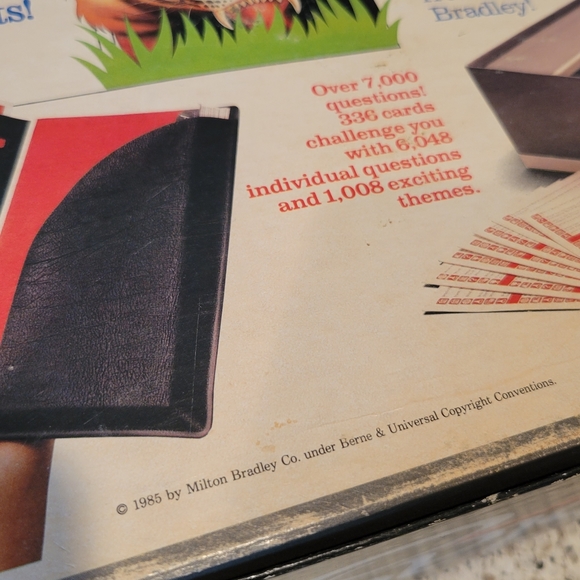 ts!
Bradley!
Over 7,000
questions!
336 cards
challenge you
with 6,048
individual questions
and 1,008 exciting
themes.
© 1985 by Milton Bradley Co. under Berne & Universal Copyright Conventions.